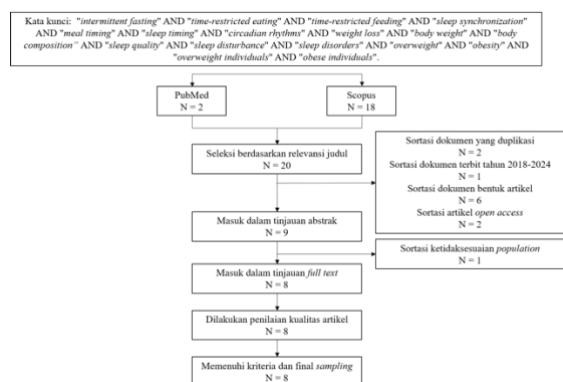 Kata kunci: "intermittent fasting" AND "time-restricted eating" AND "time-restricted feeding" AND "sleep synchronization"
AND "meal timing" AND "sleep timing" AND "circadian rhythms" AND "weight loss" AND "body weight" AND "body
composition" AND "sleep quality" AND "sleep disturbance" AND "sleep disorders" AND "overweight" AND "obesity" AND
"overweight individuals" AND "obese individuals".
PubMed
N = 2
Scopus
N = 18
Seleksi berdasarkan relevansi judul
N = 20
Sortasi dokumen yang duplikasi
N = 2
Sortasi dokumen terbit tahun 2018-2024
N = 1
Sortasi dokumen bentuk artikel
N = 6
Sortasi artikel open access
N = 2
Masuk dalam tinjauan abstrak
N = 9
Sortasi ketidaksesuaian population
N = 1
Masuk dalam tinjauan full text
N = 8
Dilakukan penilaian kualitas artikel
N = 8
Memenuhi kriteria dan final sampling
N = 8